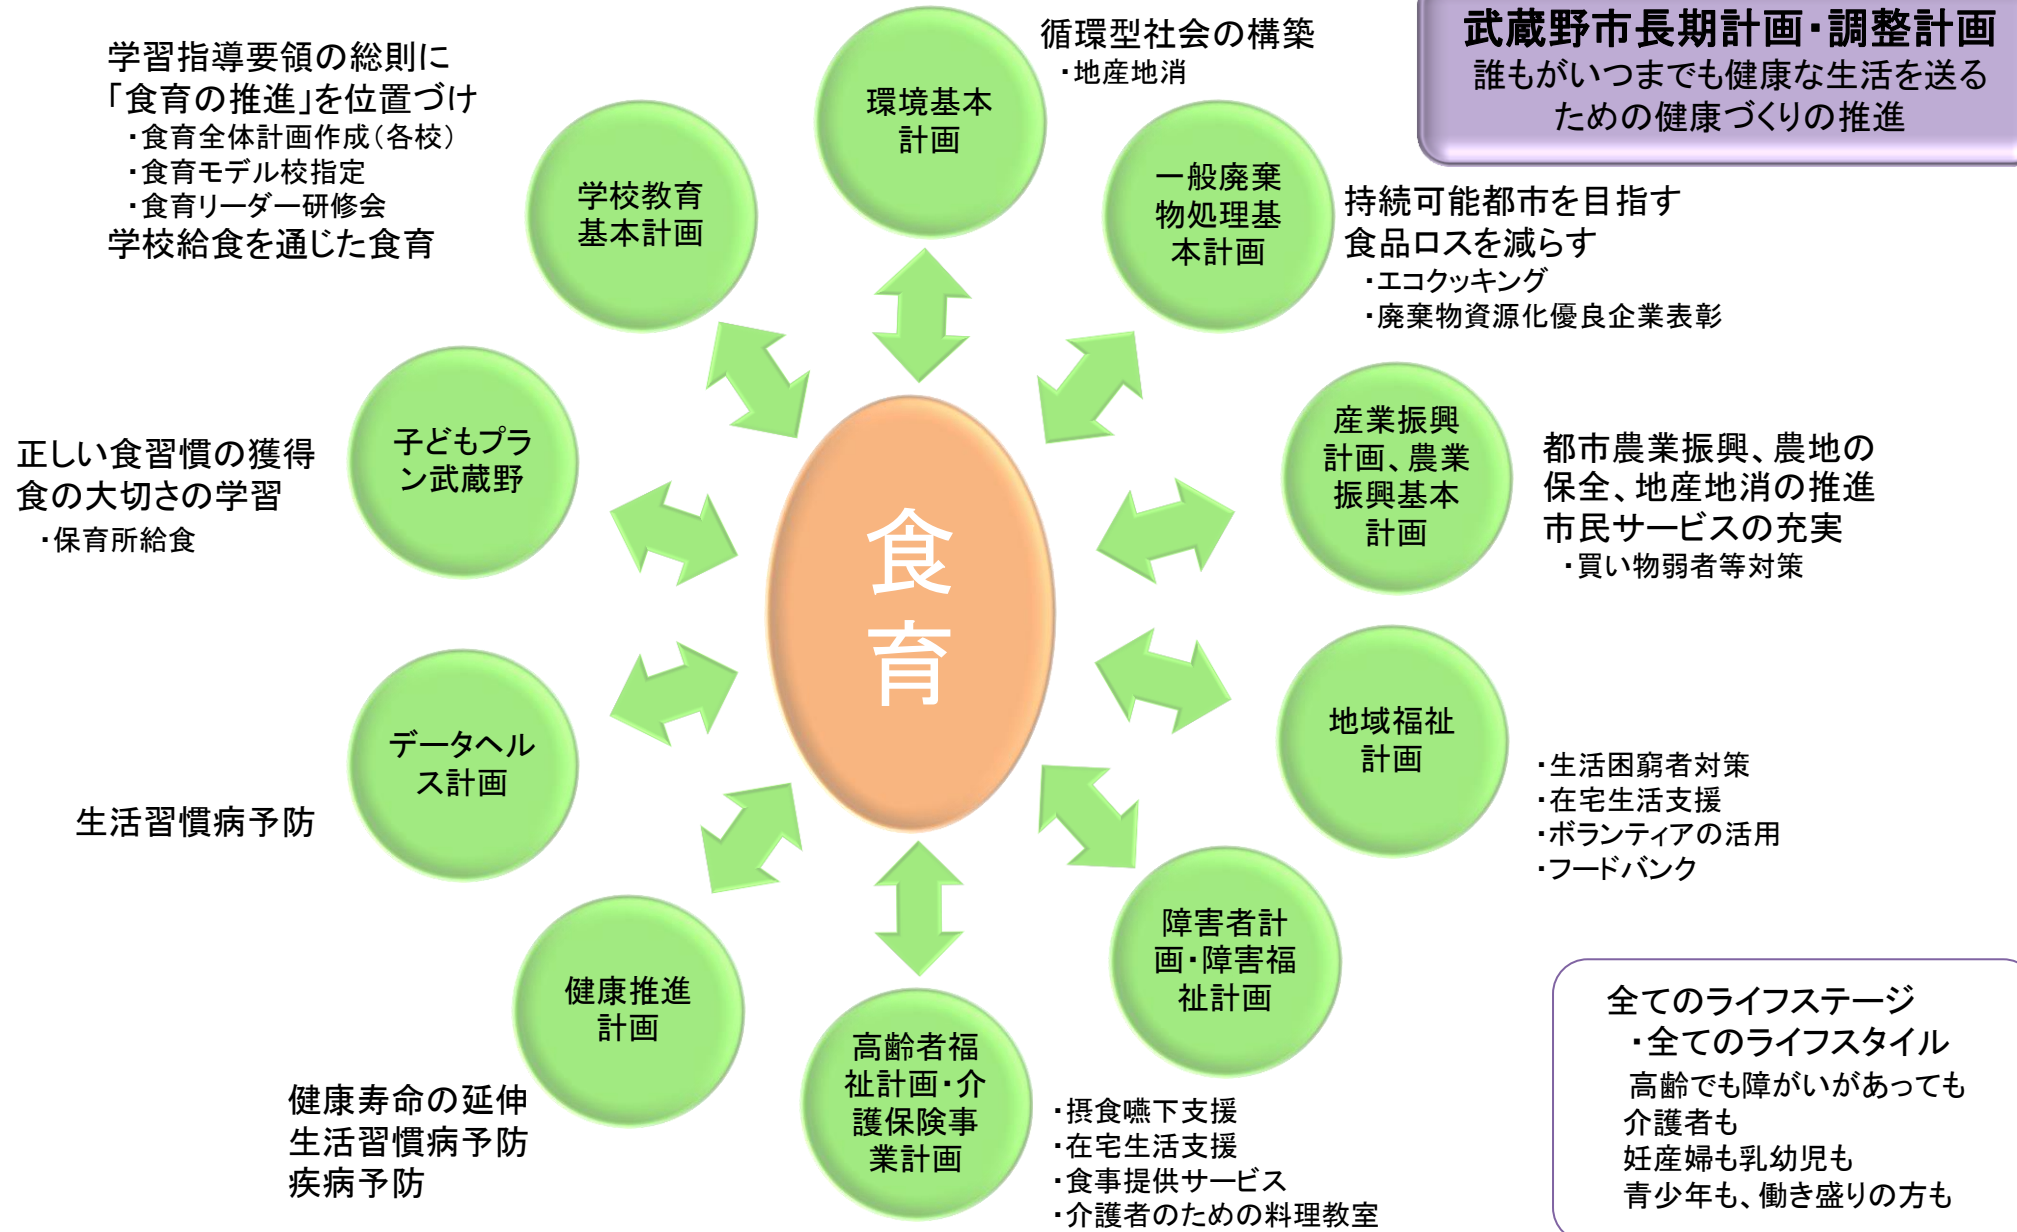 武蔵野市長期計画・調整計画
誰もがいつまでも健康な生活を送る
ための健康づくりの推進
循環型社会の構築
・地産地消
環境基本
計画
学習指導要領の総則に
「食育の推進」を位置づけ
・食育全体計画作成(各校)
・食育モデル校指定
・食育リーダー研修会
学校給食を通じた食育
学校教育
基本計画
一般廃棄
物処理基
本計画
持続可能都市を目指す
食品ロスを減らす
・エコクッキング
・廃棄物資源化優良企業表彰
正しい食習慣の獲得
食の大切さの学習
・保育所給食
子どもプラ
ン武蔵野
産業振興
計画、農業
振興基本
計画
都市農業振興、農地の
保全、地産地消の推進
市民サービスの充実
・買い物弱者等対策
食
育
データヘル
ス計画
生活習慣病予防
地域福祉
計画
・生活困窮者対策
・在宅生活支援
・ボランティアの活用
・フードバンク
健康推進
計画
健康寿命の延伸
生活習慣病予防
疾病予防
障害者計
画・障害福
祉計画
高齢者福
祉計画・介
護保険事
業計画
・摂食嚥下支援
・在宅生活支援
・食事提供サービス
・介護者のための料理教室
全てのライフステージ
・全てのライフスタイル
高齢でも障がいがあっても
介護者も
妊産婦も乳幼児も
青少年も、働き盛りの方も